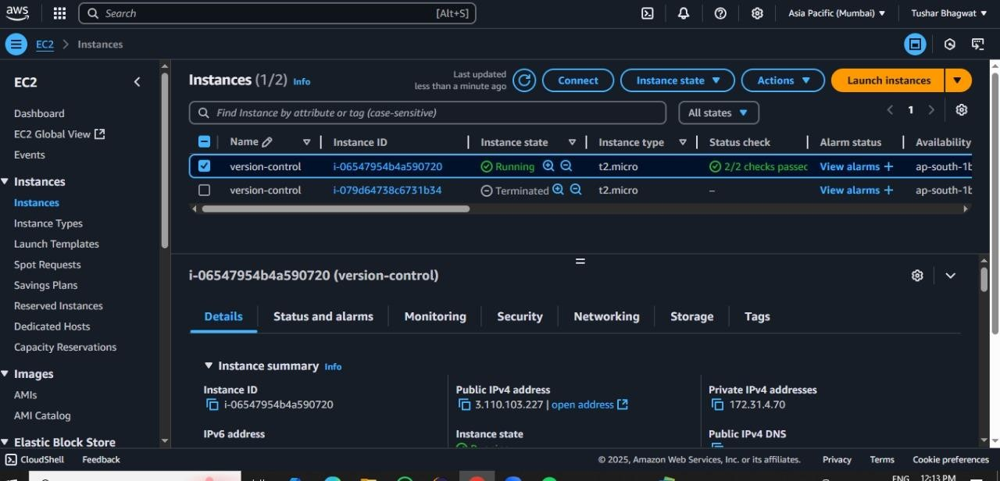 aws
Search [Alt+S]
Asia Pacific (Mumbai) Tushar Bhagwat
EC2 Instances
EC2
Dashboard
EC2 Global View
Events
Instances
Instances
Instance Types
Launch Templates
Spot Requests
Savings Plans
Reserved Instances
Dedicated Hosts
Capacity Reservations
Images
AMIs
AMI Catalog
Elastic Block Store
Instances (1/2) Info
Last updated
less than a minute ago
Connect Instance state Actions Launch instances
Find Instance by attribute or tag (case-sensitive) All states 1
Name Instance ID Instance state Instance type Status check Alarm status Availability
version-control i-06547954b4a590720 Running t2.micro 2/2 checks passed View alarms + ap-south-1b
version-control i-079d64738c6731b34 Terminated t2.micro – View alarms + ap-south-1b
i-06547954b4a590720 (version-control)
Details Status and alarms Monitoring Security Networking Storage Tags
Instance summary Info
Instance ID
i-06547954b4a590720
Public IPv4 address
3.110.103.227 | open address
Private IPv4 addresses
172.31.4.70
IPv6 address
Instance state
Public IPv4 DNS
CloudShell Feedback © 2025, Amazon Web Services, Inc. or its affiliates. Privacy Terms Cookie preferences
ENG 12:13 PM